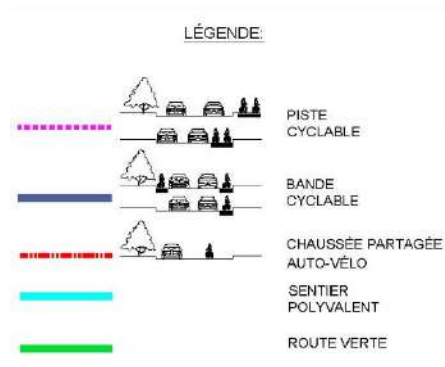 LÉGENDE:
PISTE
CYCLABLE
BANDE
CYCLABLE
CHAUSSÉE PARTAGÉE
AUTO-VÉLO
SENTIER
POLYVALENT
ROUTE VERTE